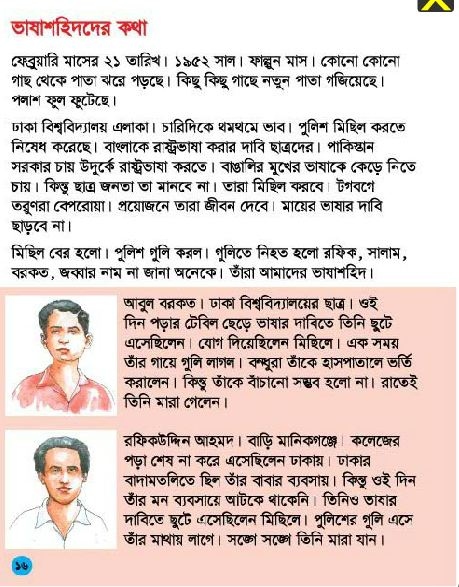 ভাষাশহিদদের কথা
ফেব্রুয়ারি মাসের ২১ তারিখ। ১৯৫২ সাল। ফাল্গুন মাস। কোনো কোনো
গাছ থেকে পাতা ঝরে পড়ছে। কিছু কিছু গাছে নতুন পাতা গজিয়েছে।
পলাশ ফুল ফুটেছে।
ঢাকা বিশ্ববিদ্যালয় এলাকা। চারিদিকে থমথমে ভাব। পুলিশ মিছিল করতে
নিষেধ করেছে। বাংলাকে রাষ্ট্রভাষা করার দাবি ছাত্রদের। পাকিস্তান
সরকার চায় উদুর্কে রাষ্ট্রভাষা করতে। বাঙালির মুখের ভাষাকে কেড়ে নিতে
চায়। কিন্তু ছাত্র জনতা তা মানবে না। তারা মিছিল করবে। টগবগে
তরুণরা বেপরোয়া। প্রয়োজনে তারা জীবন দেবে। মায়ের ভাষার দাবি
ছাড়বে না।
মিছিল বের হলো। পুলিশ গুলি করল। গুলিতে নিহত হলো রফিক, সালাম,
বরকত, জব্বার নাম না জানা অনেকে। তাঁরা আমাদের ভাষাশহিদ।
আবুল বরকত। ঢাকা বিশ্ববিদ্যালয়ের ছাত্র। ওই
দিন পড়ার টেবিল ছেড়ে ভাষার দাবিতে তিনি ছুটে
এসেছিলেন। যোগ দিয়েছিলেন মিছিলে। এক সময়
তাঁর গায়ে গুলি লাগল। বন্ধুরা তাঁকে হাসপাতালে ভর্তি
করালেন। কিন্তু তাঁকে বাঁচানো সম্ভব হলো না। রাতেই
তিনি মারা গেলেন।
রফিকউদ্দিন আহমদ। বাড়ি মানিকগঞ্জে। কলেজের
পড়া শেষ না করে এসেছিলেন ঢাকায়। ঢাকার
বাদামতলিতে ছিল তাঁর বাবার ব্যবসায়। কিন্তু ওই দিন
তাঁর মন ব্যবসায়ে আটকে থাকেনি। তিনিও ভাষার
দাবিতে ছুটে এসেছিলেন মিছিলে। পুলিশের গুলি এসে
তাঁর মাথায় লাগে। সঙ্গে সঙ্গে তিনি মারা যান।
১৬